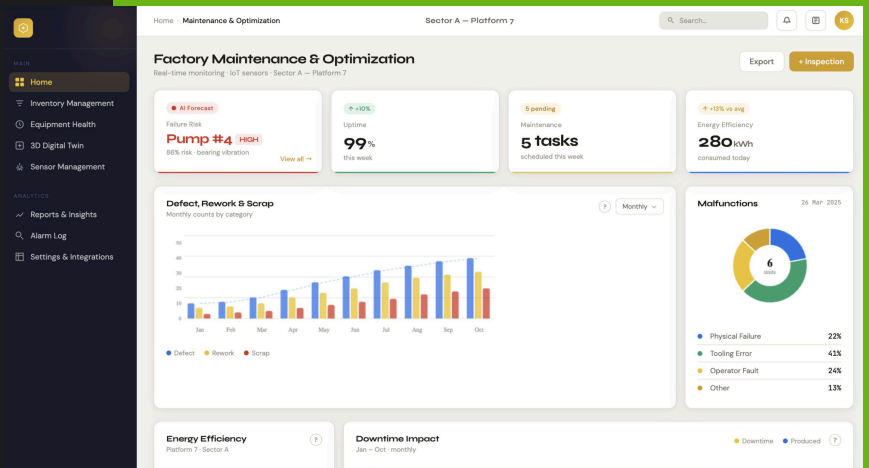 Home · Maintenance & Optimization
Sector A — Platform 7
Search...
KS
MAIN
Home
Inventory Management
Equipment Health
3D Digital Twin
Sensor Management
ANALYTICS
Reports & Insights
Alarm Log
Settings & Integrations
Factory Maintenance & Optimization
Real-time monitoring · IoT sensors · Sector A — Platform 7
Export
+ Inspection
AI Forecast
Failure Risk
Pump #4 HIGH
86% risk · bearing vibration
View all →
↑ +10%
Uptime
99%
this week
5 pending
Maintenance
5 tasks
scheduled this week
↑ +13% vs avg
Energy Efficiency
280 kWh
consumed today
Defect, Rework & Scrap
Monthly counts by category
?
Monthly
50
40
30
20
10
0
Jan Feb Mar Apr May Jun Jul Aug Sep Oct
Defect Rework Scrap
Malfunctions
26 Mar 2025
6
units
Physical Failure 22%
Tooling Error 41%
Operator Fault 24%
Other 13%
Energy Efficiency
?
Platform 7 · Sector A
Downtime Impact
Jan — Oct · monthly
Downtime Produced ?